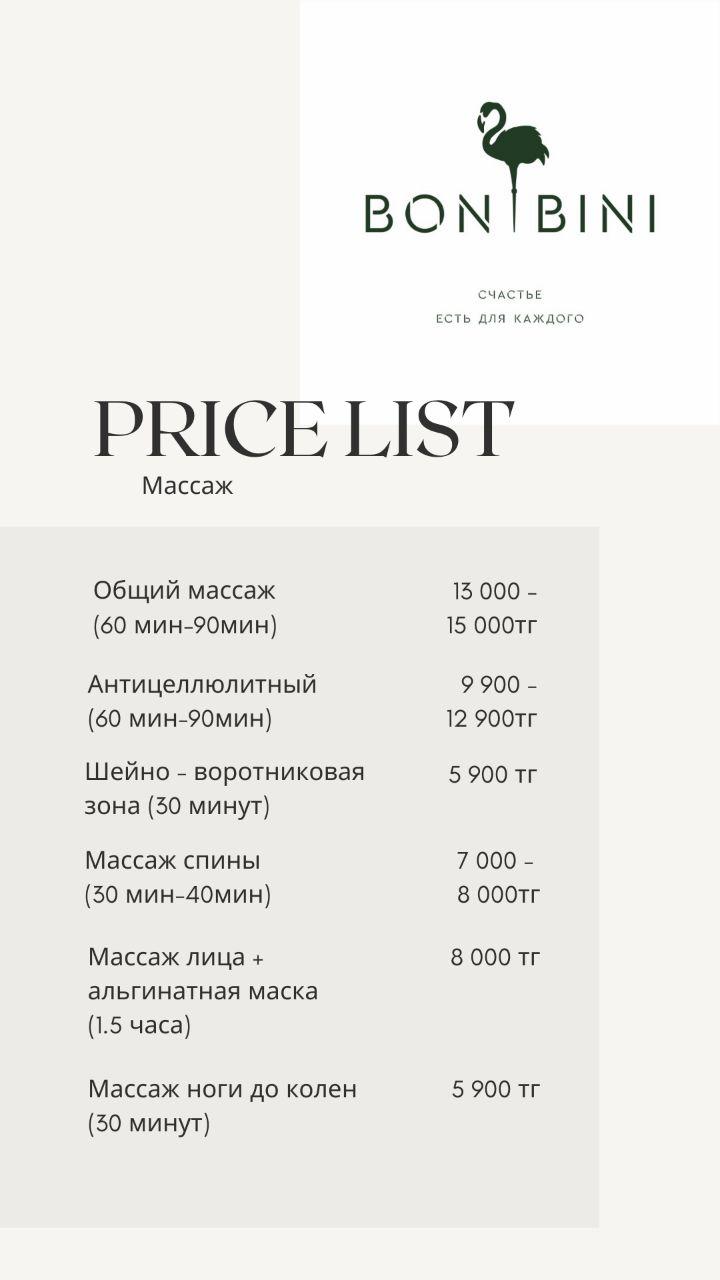 BONBINI
СЧАСТЬЕ
ЕСТЬ ДЛЯ КАЖДОГО
PRICE LIST
Массаж
Общий массаж 13 000 –
(60 мин–90мин) 15 000тг
Антицеллюлитный 9 900 –
(60 мин–90мин) 12 900тг
Шейно – воротниковая 5 900 тг
зона (30 минут)
Массаж спины 7 000 –
(30 мин–40мин) 8 000тг
Массаж лица + 8 000 тг
альгинатная маска
(1.5 часа)
Массаж ноги до колен 5 900 тг
(30 минут)